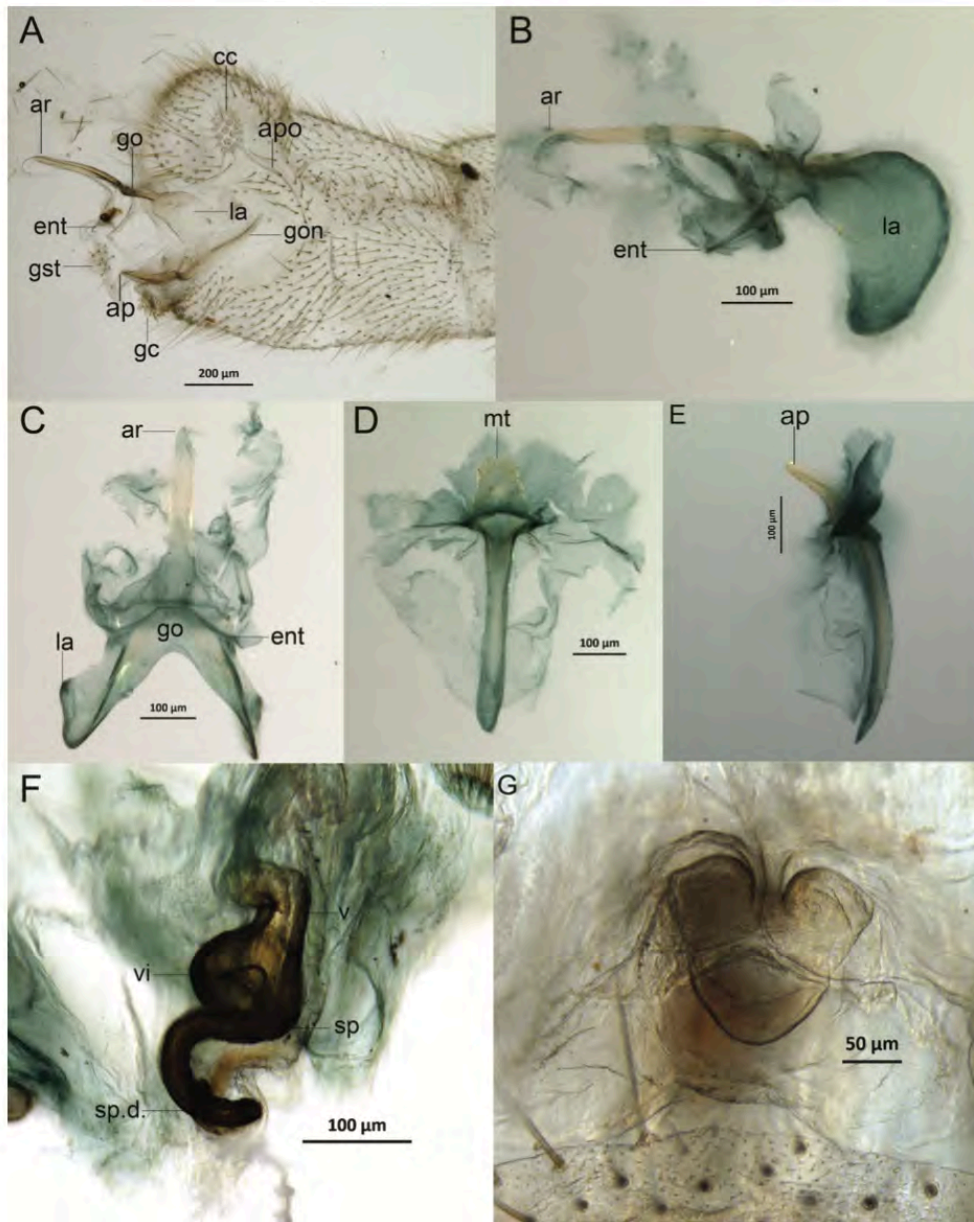 A
cc
ar
go
apo
ent
la
gon
gst
ap
gc
200 µm
B
ar
la
ent
100 µm
C
ar
la
go
ent
100 µm
D
mt
100 µm
E
ap
100 µm
F
v
vi
sp
sp.d.
100 µm
G
50 µm